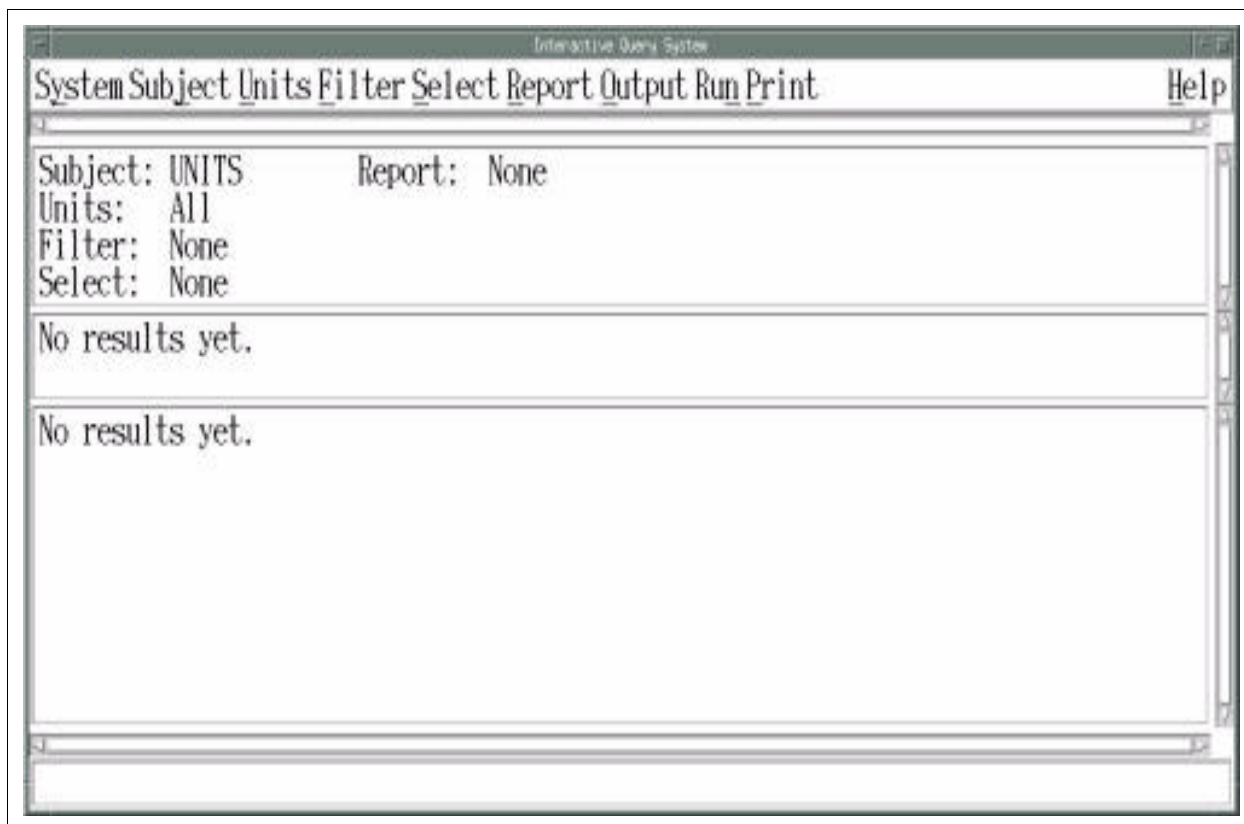 Interactive Query System
System Subject Units Filter Select Report Output Run Print Help
Subject: UNITS Report: None
Units: All
Filter: None
Select: None
No results yet.
No results yet.